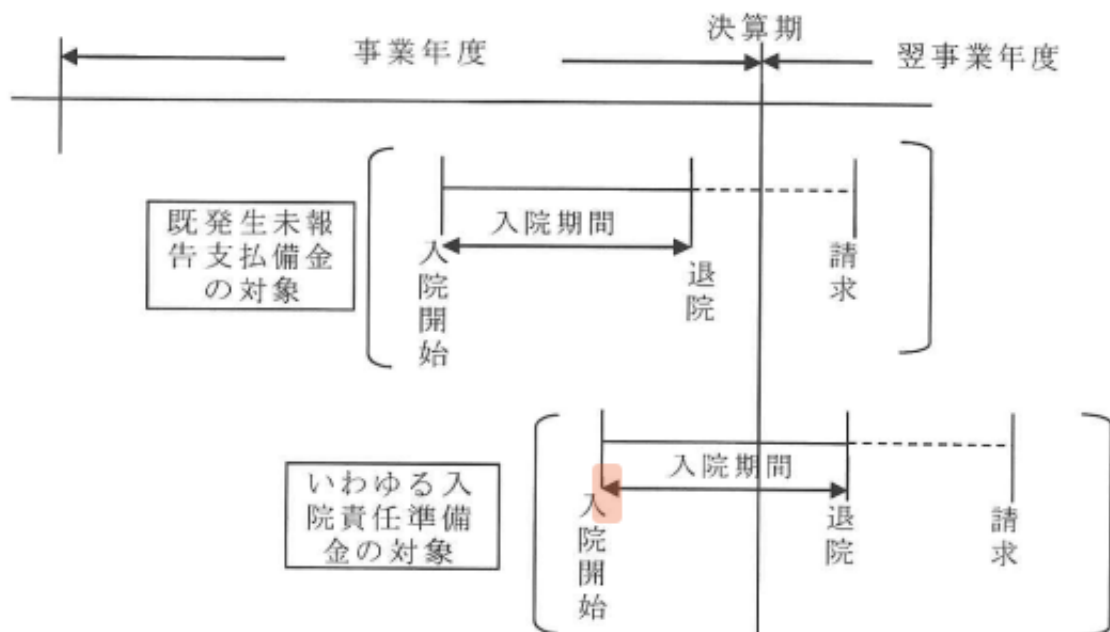 決算期
事業年度
翌事業年度
既発生未報
告支払備金
の対象
入院期間
入院開始
退院
請求
いわゆる入
院責任準備
金の対象
入院期間
入院開始
退院
請求